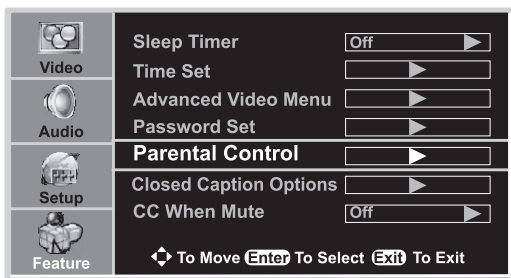 Video
Audio
Setup
Feature
Sleep Timer Off
Time Set
Advanced Video Menu
Password Set
Parental Control
Closed Caption Options
CC When Mute Off
To Move Enter To Select Exit To Exit